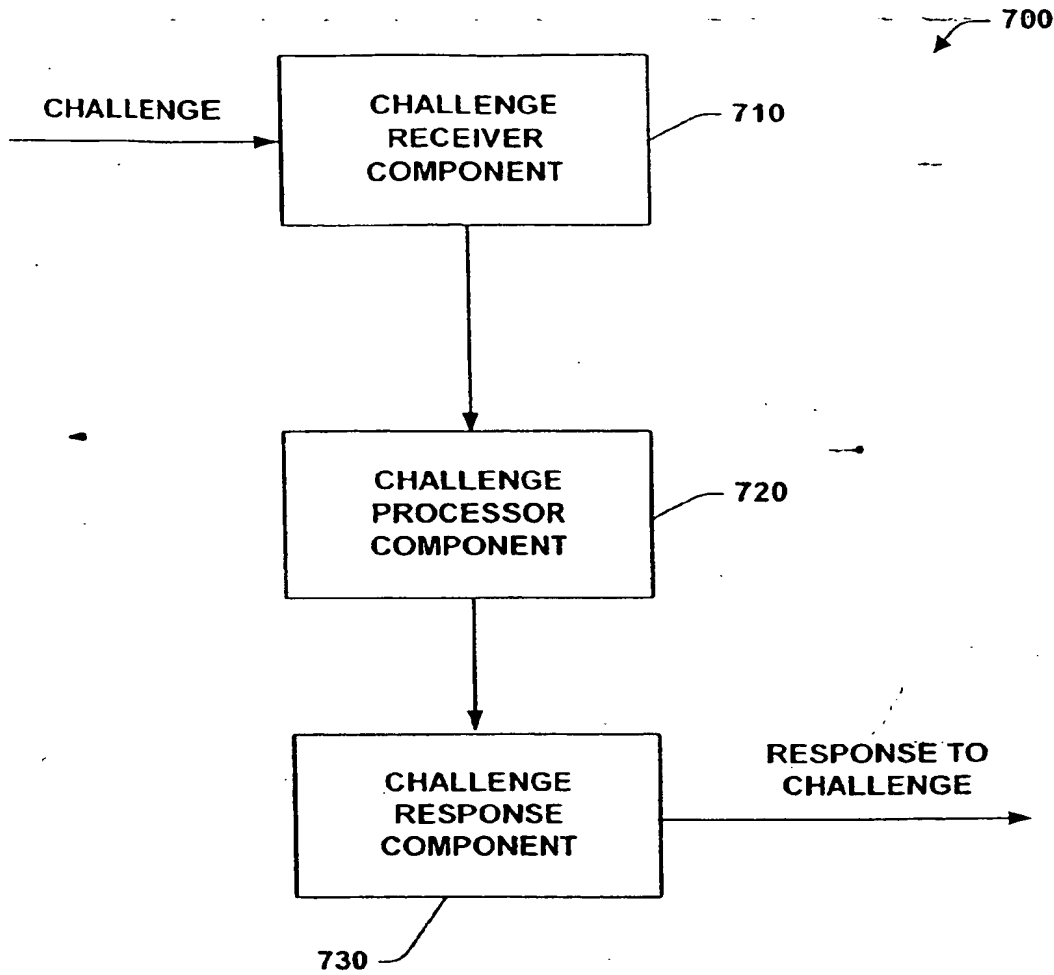 700
CHALLENGE
CHALLENGE
RECEIVER
COMPONENT
710
CHALLENGE
PROCESSOR
COMPONENT
720
CHALLENGE
RESPONSE
COMPONENT
RESPONSE TO
CHALLENGE
730